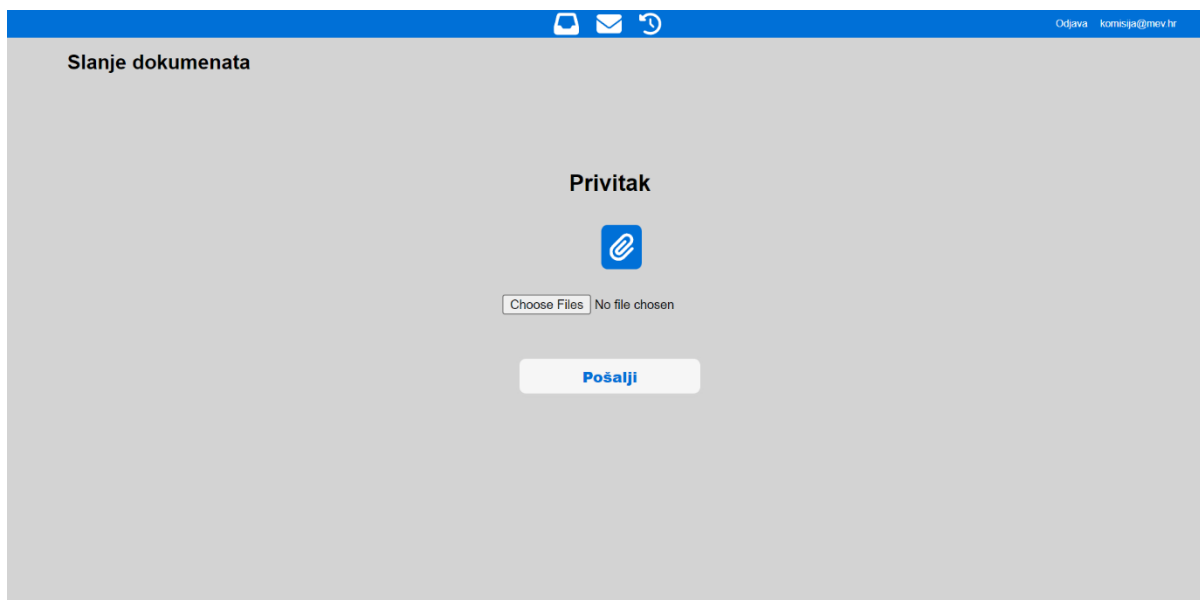 Odjava komisija@mev.hr
Slanje dokumenata
Privitak
Choose Files No file chosen
Pošalji